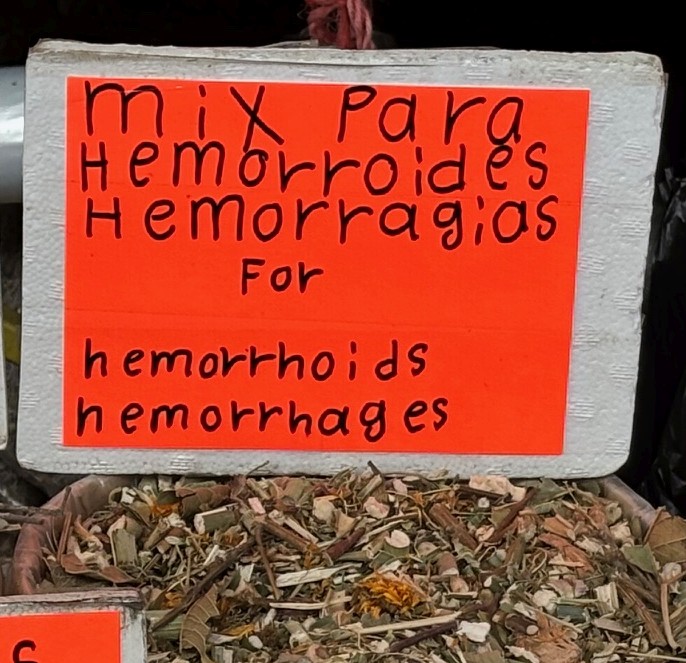 mix Para
Hemorroides
Hemorragias
For
hemorrhoids
hemorrhages